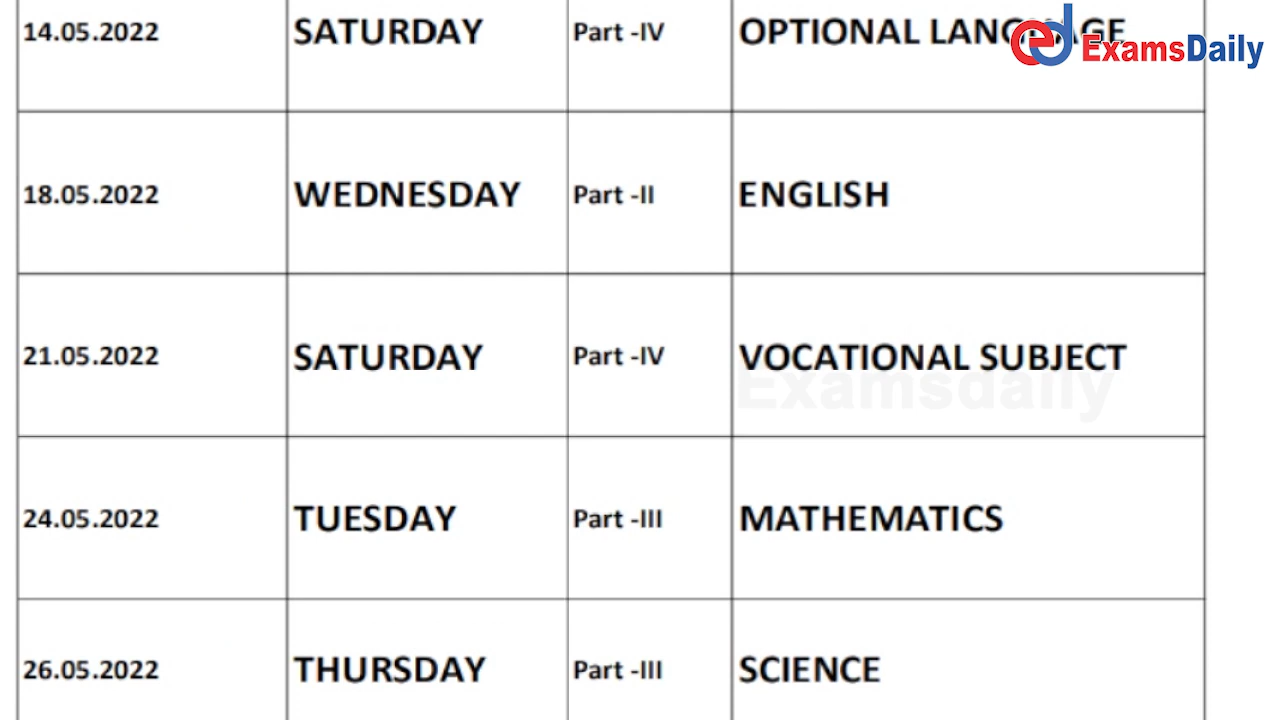 14.05.2022 SATURDAY Part -IV OPTIONAL LANGUAGE
ExamsDaily
18.05.2022 WEDNESDAY Part -II ENGLISH
21.05.2022 SATURDAY Part -IV VOCATIONAL SUBJECT
Examsdaily
24.05.2022 TUESDAY Part -III MATHEMATICS
26.05.2022 THURSDAY Part -III SCIENCE